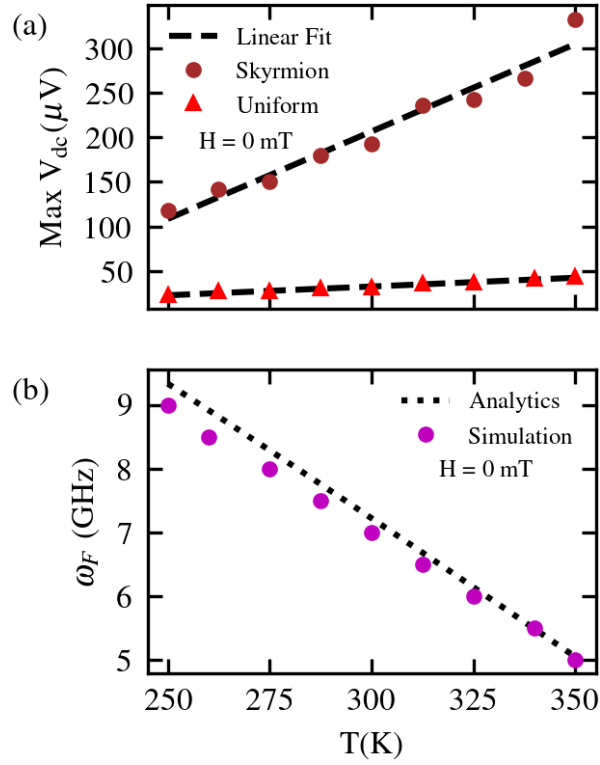 (a)
Max V_dc (μV)
300
250
200
150
100
50
Linear Fit
Skyrmion
Uniform
H = 0 mT
(b)
ω_F (GHz)
9
8
7
6
5
Analytics
Simulation
H = 0 mT
250 275 300 325 350
T(K)